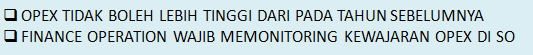 ❑ OPEX TIDAK BOLEH LEBIH TINGGI DARI PADA TAHUN SEBELUMNYA
❑ FINANCE OPERATION WAJIB MEMONITORING KEWAJARAN OPEX DI SO